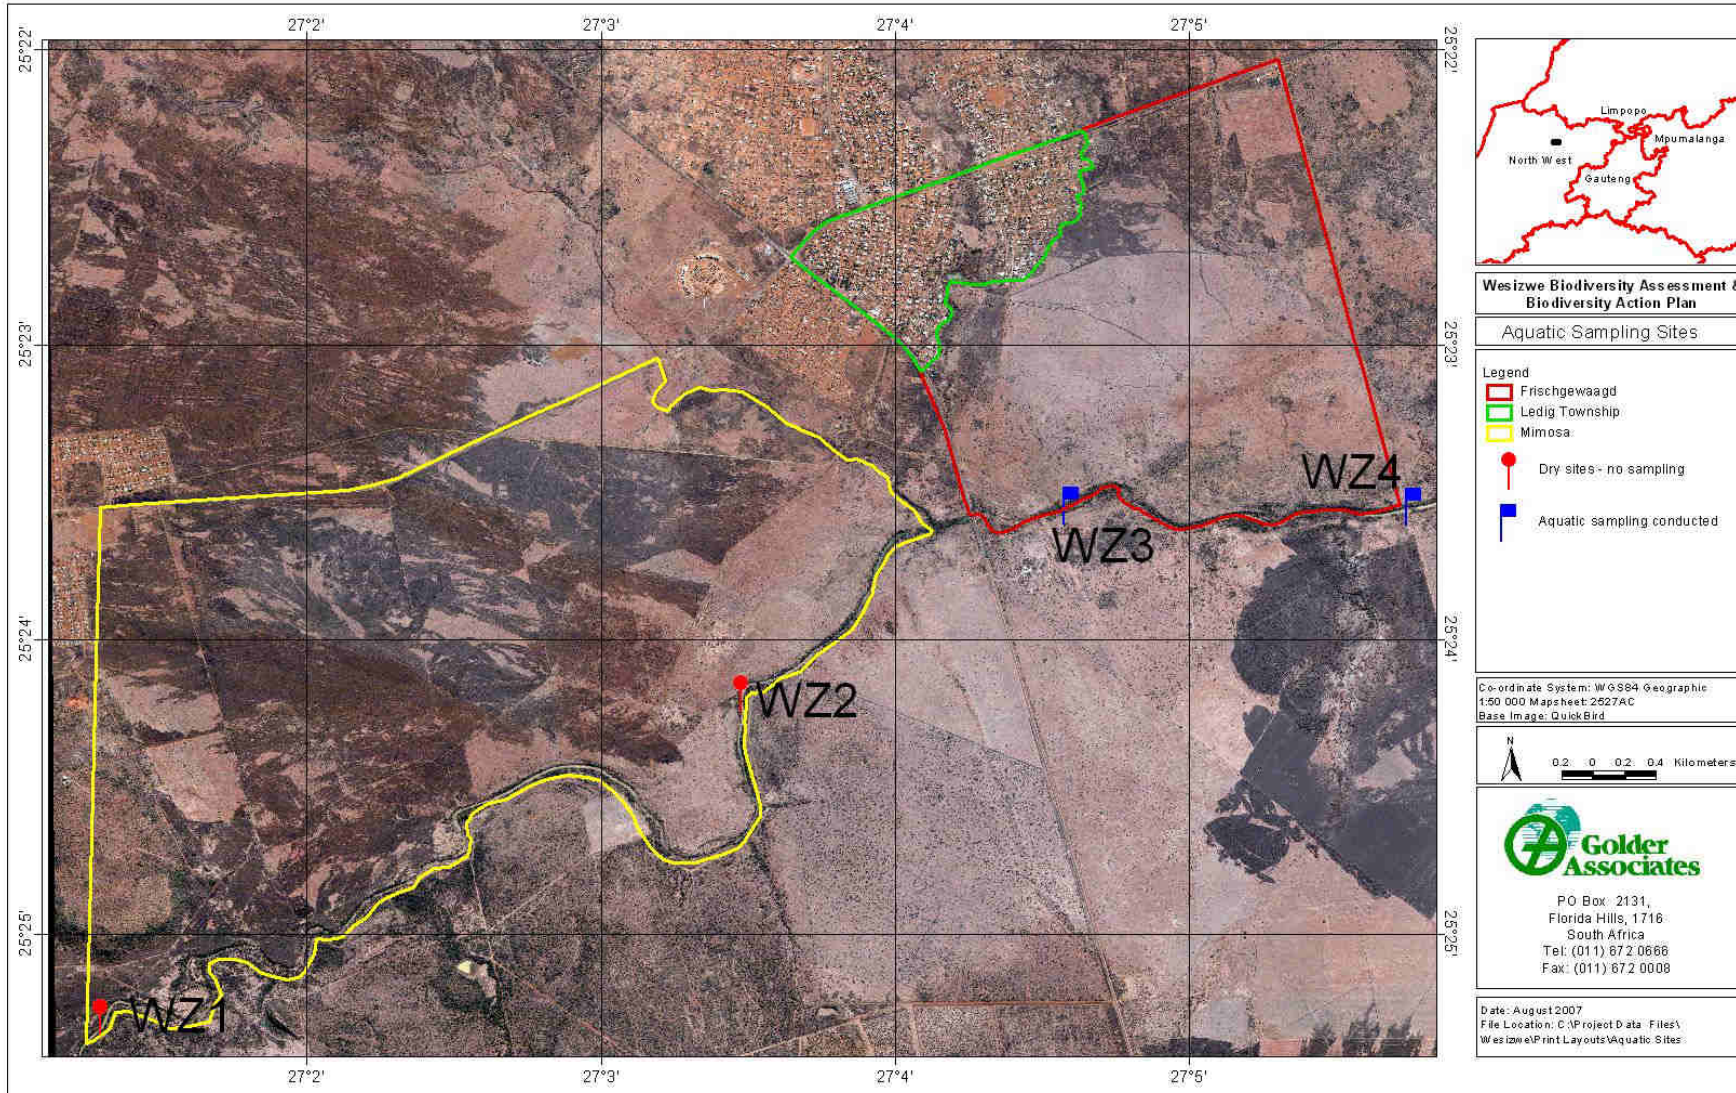 27°2' 27°3' 27°4' 27°5'
25°22' 25°22'
25°23' 25°23'
25°24' 25°24'
25°25' 25°25'
27°2' 27°3' 27°4' 27°5'
WZ4
WZ3
WZ2
WZ1
Limpopo
Mpumalanga
North West
Gauteng
Wesizwe Biodiversity Assessment &
Biodiversity Action Plan
Aquatic Sampling Sites
Legend
Frischgewaagd
Ledig Township
Mimosa
Dry sites - no sampling
Aquatic sampling conducted
Co-ordinate System: WGS84 Geographic
1:50 000 Mapsheet: 2527AC
Base Image: QuickBird
N
0.2 0 0.2 0.4 Kilometers
Golder
Associates
PO Box 2131,
Florida Hills, 1716
South Africa
Tel: (011) 672 0666
Fax: (011) 672 0008
Date: August 2007
File Location: C:\Project Data Files\
Wesizwe\Print Layouts\Aquatic Sites